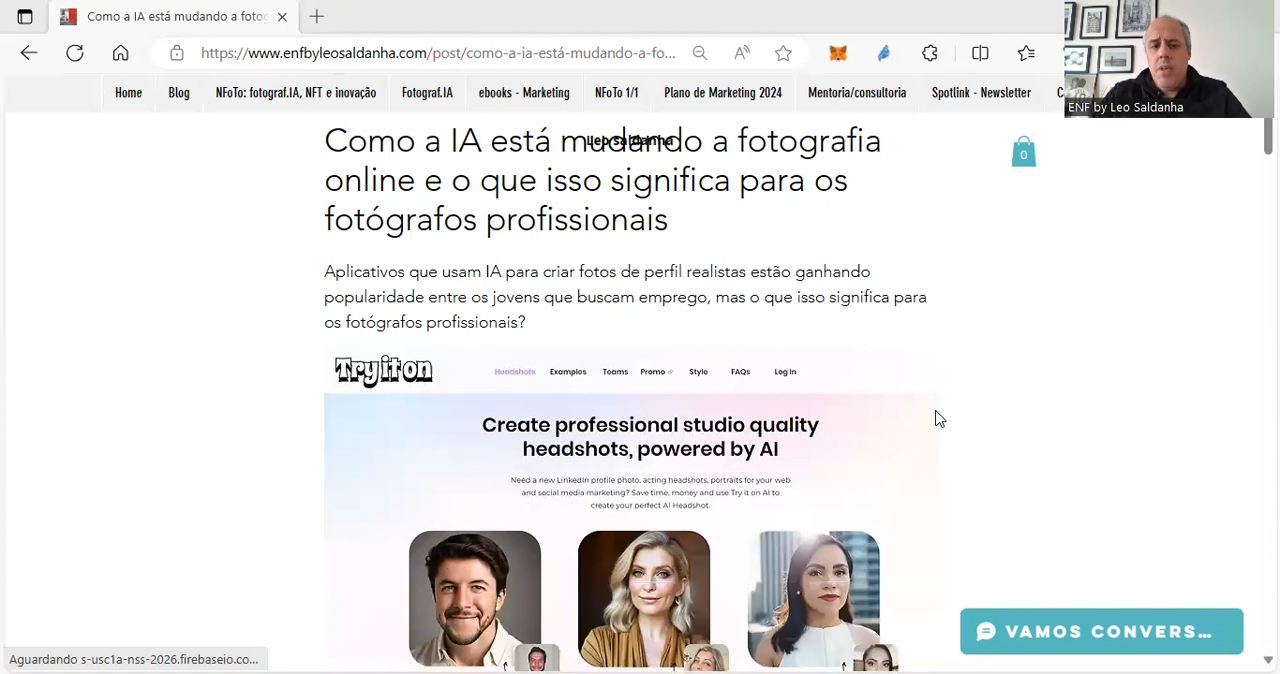 Como a IA está mudando a fotog
https://www.enfbyleosaldanha.com/post/como-a-ia-está-mudando-a-fo...
Home
Blog
NFoTo: fotograf.IA, NFT e inovação
Fotograf.IA
ebooks - Marketing
NFoTo 1/1
Plano de Marketing 2024
Mentoria/consultoria
Spotlink - Newsletter
C
ENF by Leo Saldanha
Leo Saldanha
Como a IA está mudando a fotografia
online e o que isso significa para os
fotógrafos profissionais
0
Aplicativos que usam IA para criar fotos de perfil realistas estão ganhando
popularidade entre os jovens que buscam emprego, mas o que isso significa para
os fotógrafos profissionais?
Try it on
Headshots
Examples
Teams
Promo
Style
FAQs
Log In
Create professional studio quality
headshots, powered by AI
Need a new LinkedIn profile photo, acting headshots, portraits for your web
and social media marketing? Save time, money and use Try it on AI to
create your perfect AI Headshot.
VAMOS CONVERS...
Aguardando s-usc1a-nss-2026.firebaseio.co...